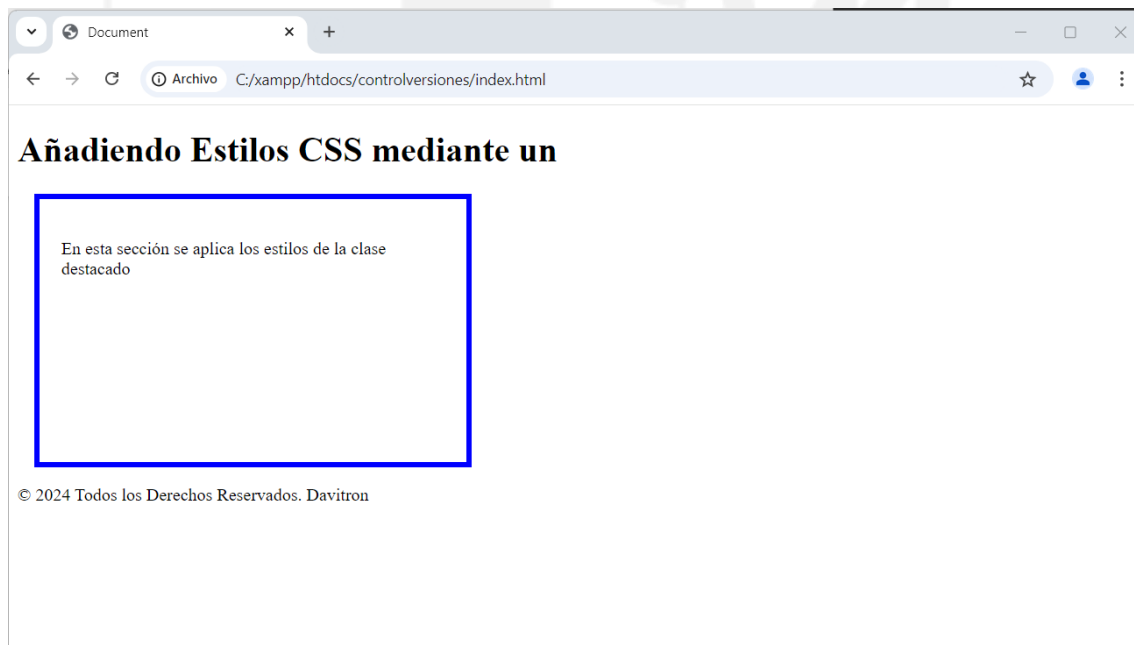 Document
Archivo C:/xampp/htdocs/controlversiones/index.html
Añadiendo Estilos CSS mediante un
En esta sección se aplica los estilos de la clase
destacado
© 2024 Todos los Derechos Reservados. Davitron